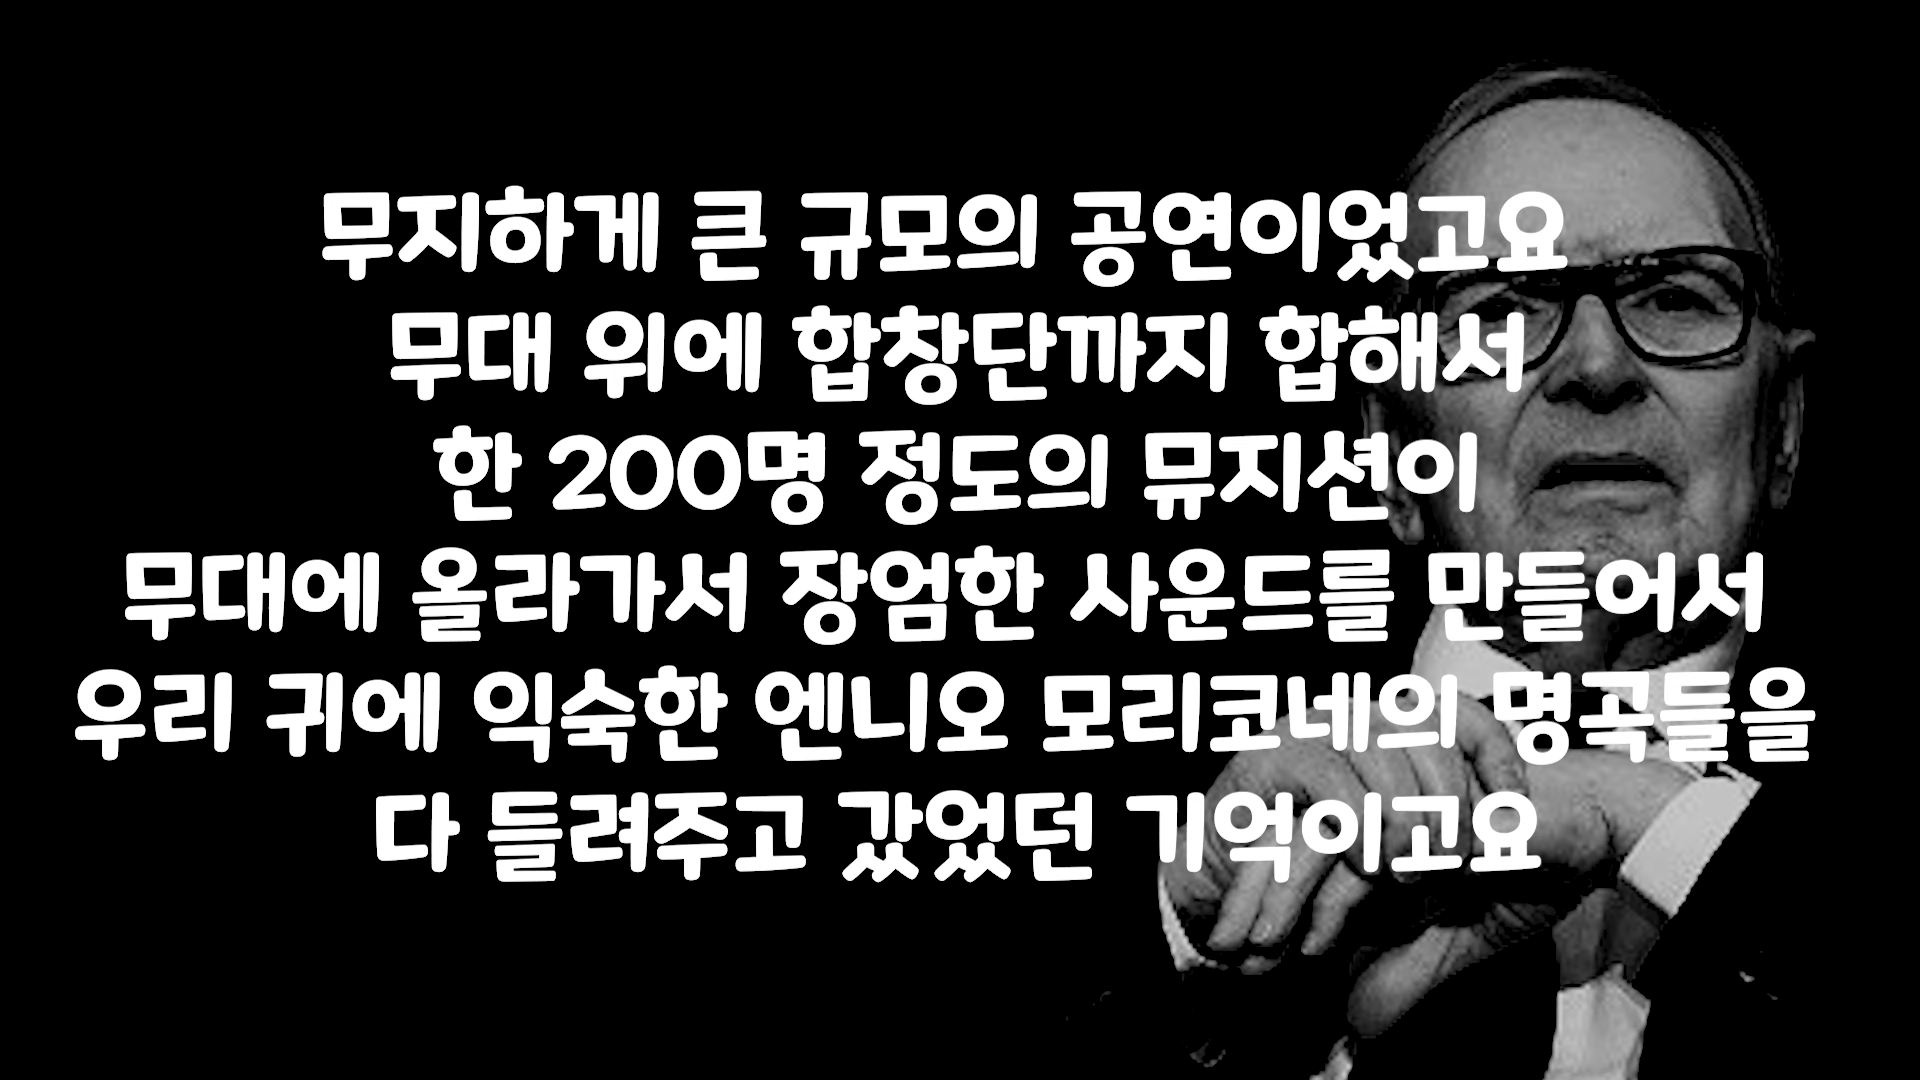 무지하게 큰 규모의 공연이었고요
무대 위에 합창단까지 합해서
한 200명 정도의 뮤지션이
무대에 올라가서 장엄한 사운드를 만들어서
우리 귀에 익숙한 엔니오 모리코네의 명곡들을
다 들려주고 갔었던 기억이고요